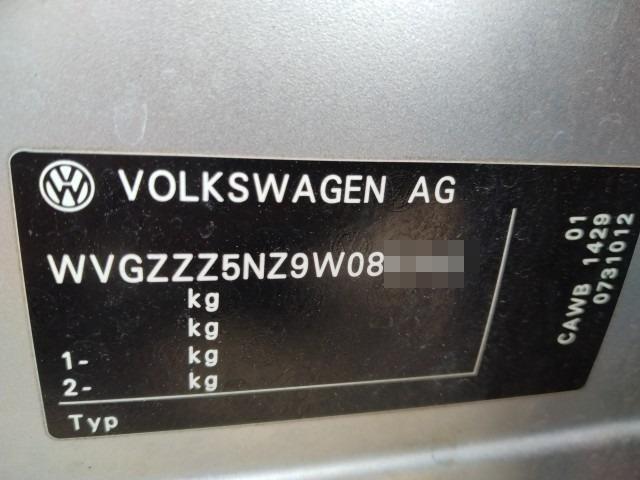 VOLKSWAGEN AG
WVGZZZ5NZ9W08
kg
kg
1- kg
2- kg
Typ
01
CAWB 1429
0731012